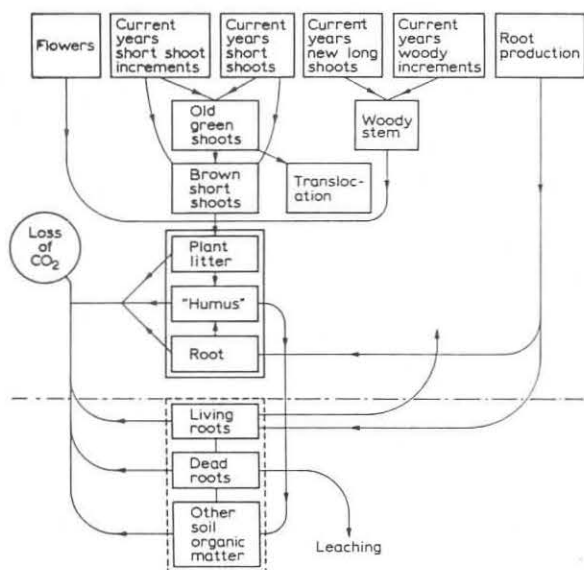 Flowers
Current
years
short shoot
increments
Current
years
short
shoots
Current
years
new long
shoots
Current
years
woody
increments
Root
production
Old
green
shoots
Woody
stem
Brown
short
shoots
Transloc-
ation
Loss
of
CO₂
Plant
litter
"Humus"
Root
Living
roots
Dead
roots
Other
soil
organic
matter
Leaching